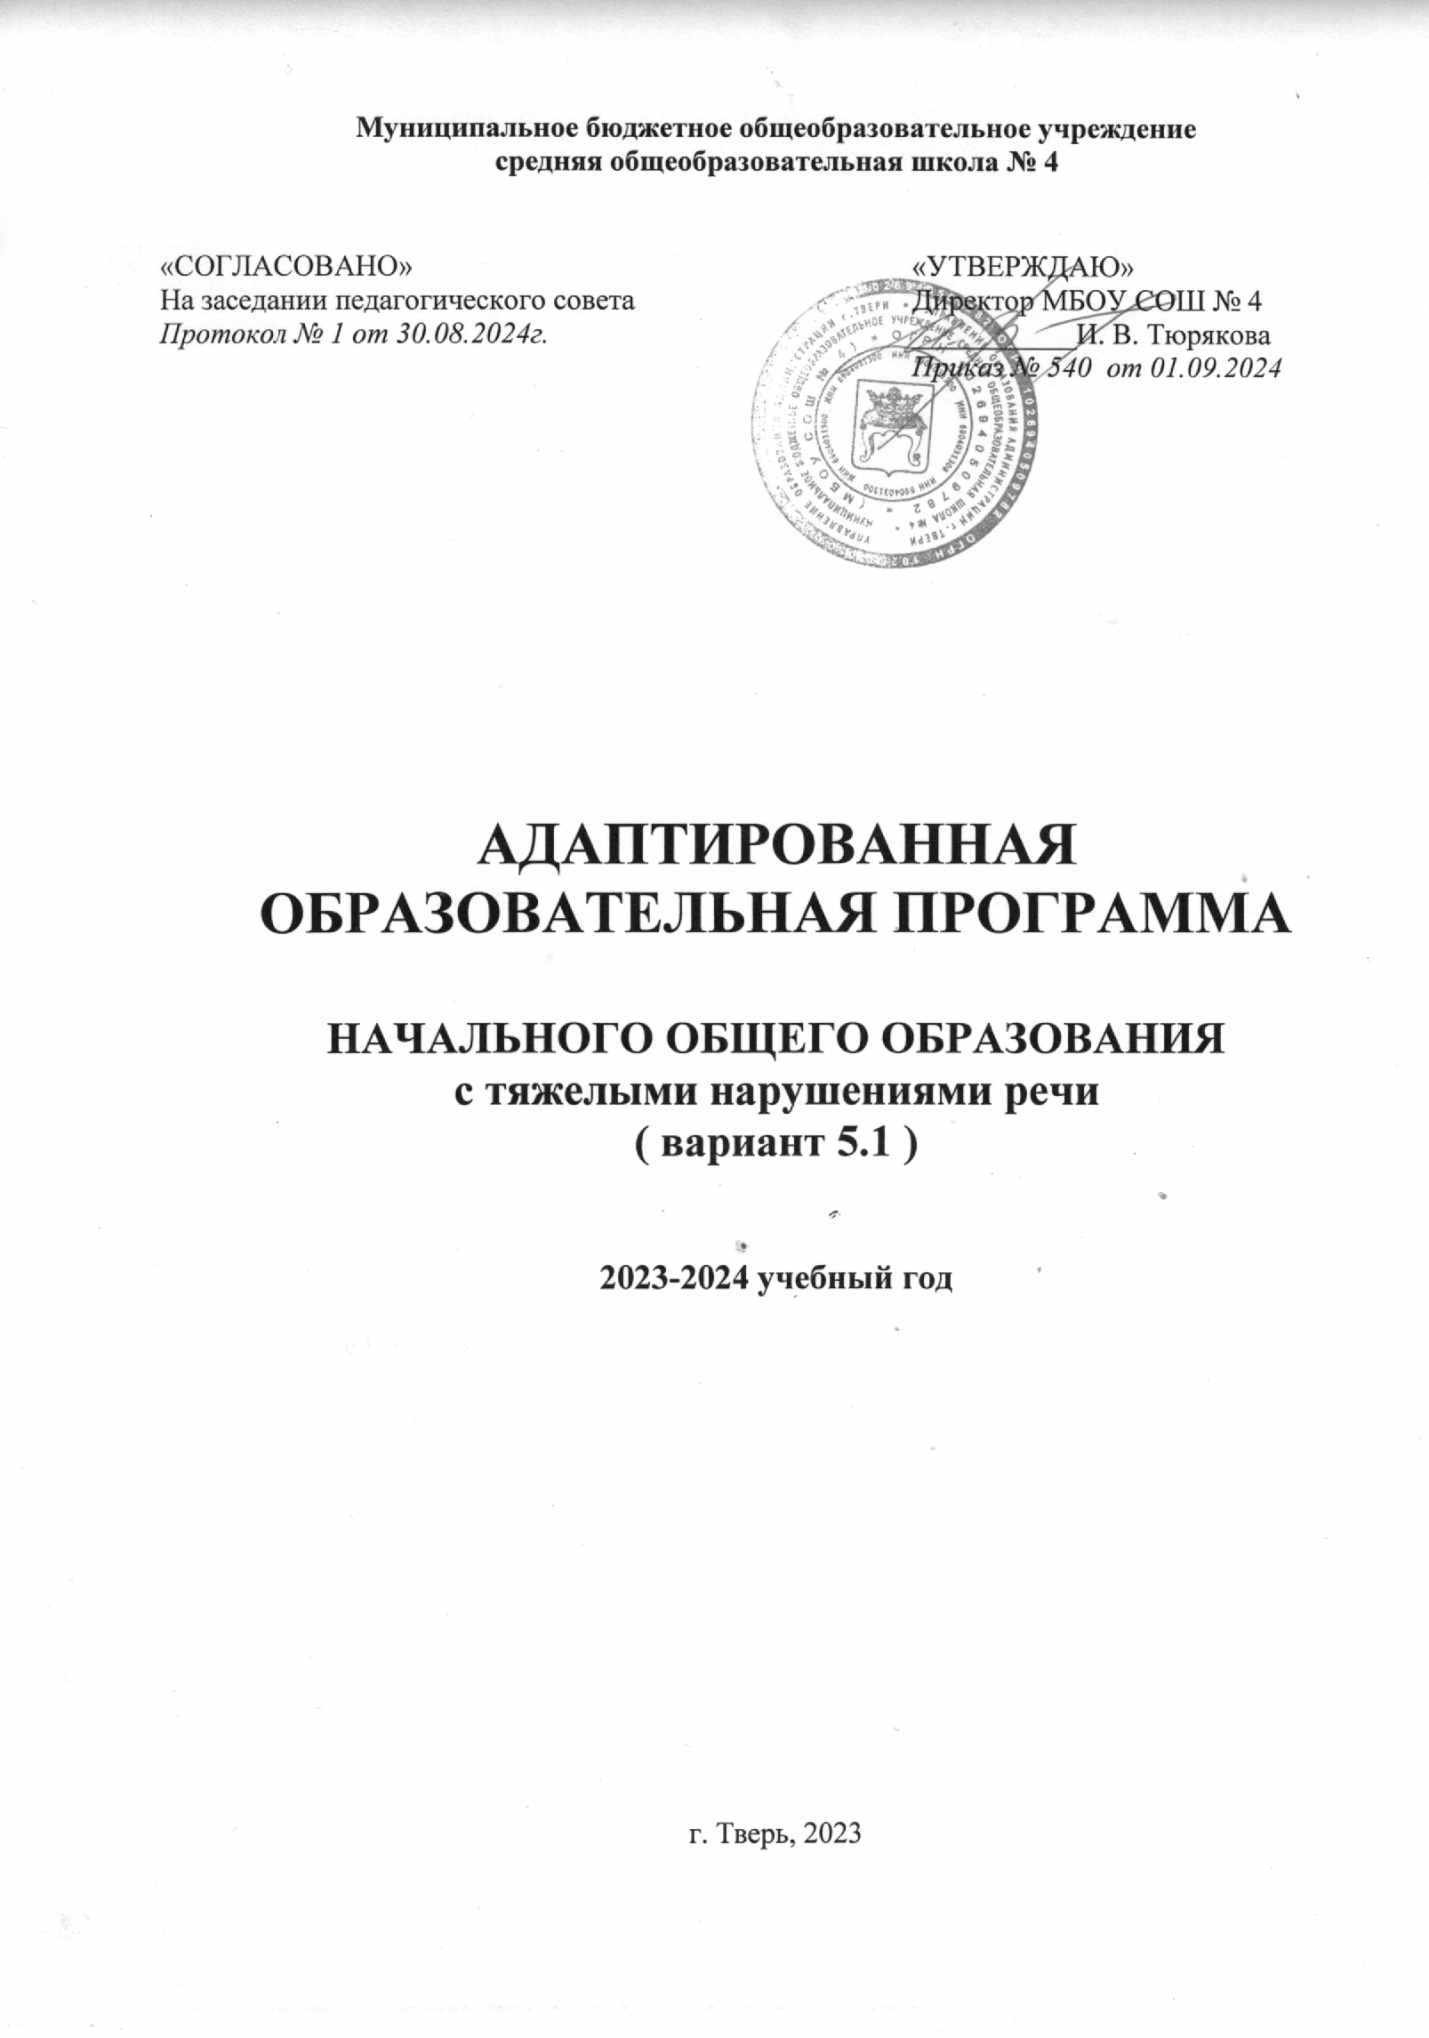 Муниципальное бюджетное общеобразовательное учреждение
средняя общеобразовательная школа № 4
«СОГЛАСОВАНО»
На заседании педагогического совета
Протокол № 1 от 30.08.2024г.
«УТВЕРЖДАЮ»
Директор МБОУ СОШ № 4
____________И. В. Тюрякова
Приказ № 540 от 01.09.2024
АДАПТИРОВАННАЯ
ОБРАЗОВАТЕЛЬНАЯ ПРОГРАММА
НАЧАЛЬНОГО ОБЩЕГО ОБРАЗОВАНИЯ
с тяжелыми нарушениями речи
( вариант 5.1 )
2023-2024 учебный год
г. Тверь, 2023